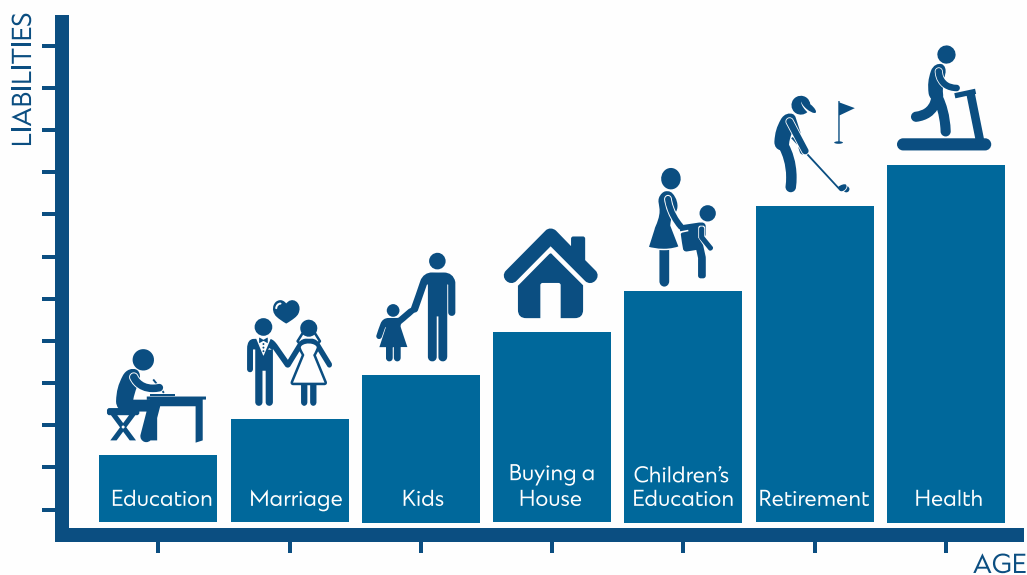 LIABILITIES
Education
Marriage
Kids
Buying a
House
Children's
Education
Retirement
Health
AGE